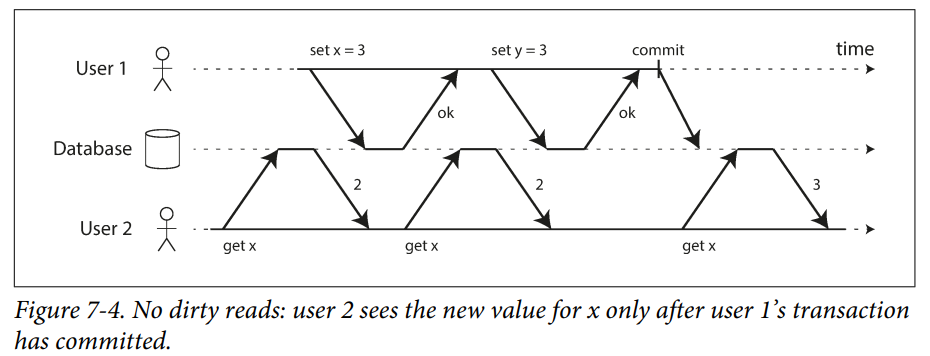 set x = 3 set y = 3 commit time
User 1
ok ok
Database
2 2 3
User 2
get x get x get x
Figure 7-4. No dirty reads: user 2 sees the new value for x only after user 1’s transaction
has committed.